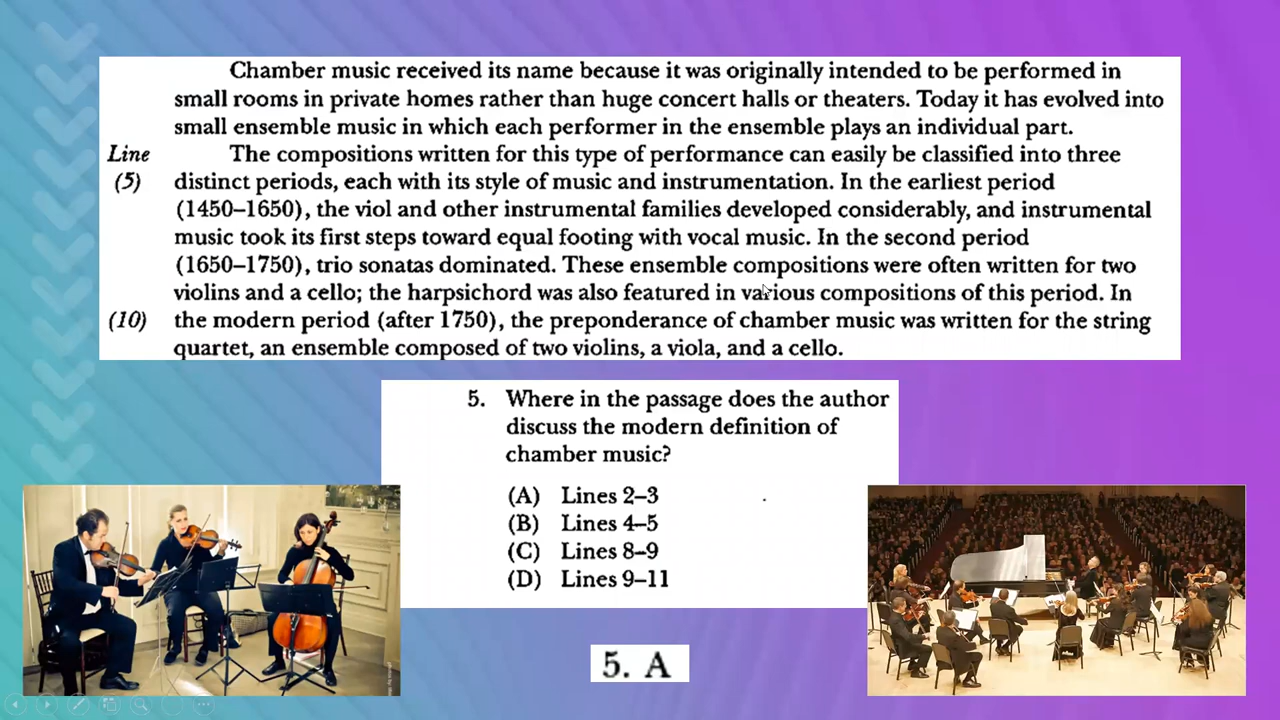 Chamber music received its name because it was originally intended to be performed in
small rooms in private homes rather than huge concert halls or theaters. Today it has evolved into
small ensemble music in which each performer in the ensemble plays an individual part.
Line The compositions written for this type of performance can easily be classified into three
(5) distinct periods, each with its style of music and instrumentation. In the earliest period
(1450–1650), the viol and other instrumental families developed considerably, and instrumental
music took its first steps toward equal footing with vocal music. In the second period
(1650–1750), trio sonatas dominated. These ensemble compositions were often written for two
violins and a cello; the harpsichord was also featured in various compositions of this period. In
(10) the modern period (after 1750), the preponderance of chamber music was written for the string
quartet, an ensemble composed of two violins, a viola, and a cello.
5. Where in the passage does the author
discuss the modern definition of
chamber music?
(A) Lines 2–3
(B) Lines 4–5
(C) Lines 8–9
(D) Lines 9–11
5. A